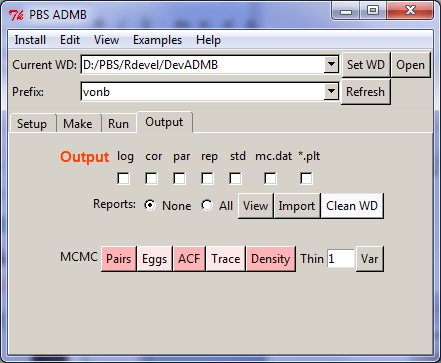 PBS ADMB
Install Edit View Examples Help
Current WD: D:/PBS/Rdevel/DevADMB Set WD Open
Prefix: vonb Refresh
Setup Make Run Output
Output log cor par rep std mc.dat *.plt
Reports: None All View Import Clean WD
MCMC Pairs Eggs ACF Trace Density Thin 1 Var